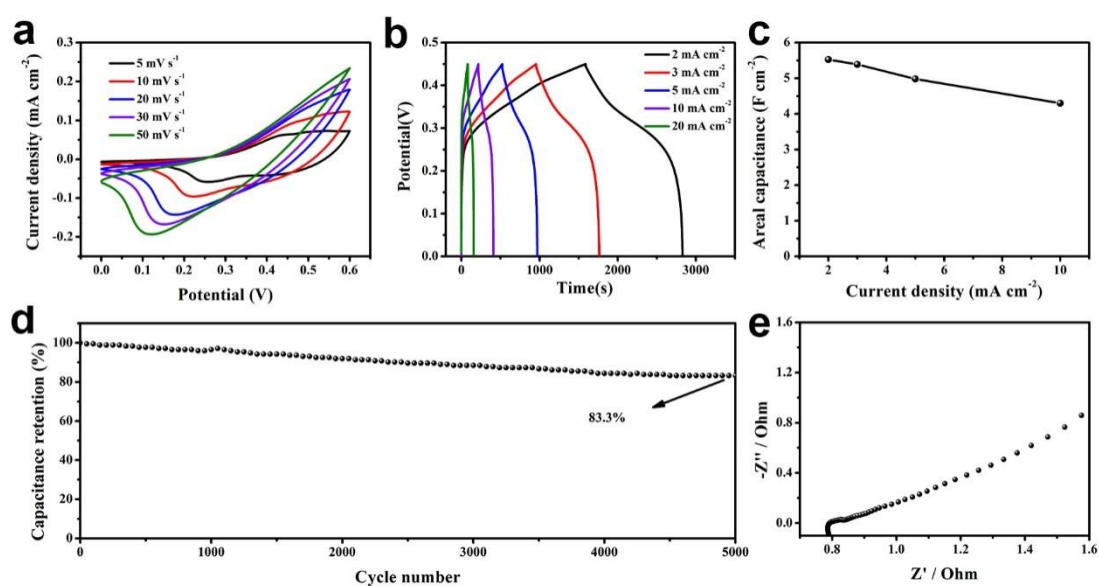 a
Current density (mA cm⁻²)
0.3
0.2
0.1
0.0
-0.1
-0.2
5 mV s⁻¹
10 mV s⁻¹
20 mV s⁻¹
30 mV s⁻¹
50 mV s⁻¹
0.0 0.1 0.2 0.3 0.4 0.5 0.6
Potential (V)
b
Potential(V)
0.5
0.4
0.3
0.2
0.1
0.0
2 mA cm⁻²
3 mA cm⁻²
5 mA cm⁻²
10 mA cm⁻²
20 mA cm⁻²
0 1000 2000 3000
Time(s)
c
Areal capacitance (F cm⁻²)
6
5
4
3
2
1
0
2 4 6 8 10
Current density (mA cm⁻²)
d
Capacitance retention (%)
100
80
60
40
20
0
83.3%
0 1000 2000 3000 4000 5000
Cycle number
e
-Z'' / Ohm
1.6
1.2
0.8
0.4
0.0
0.8 1.0 1.2 1.4 1.6
Z' / Ohm